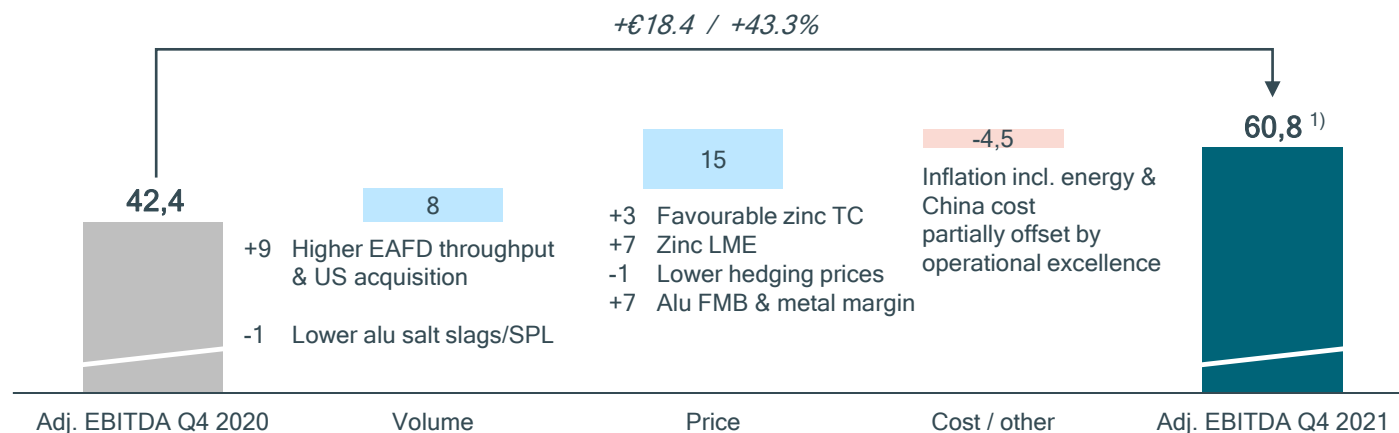 +€18.4 / +43.3%
42,4
8
+9 Higher EAFD throughput
& US acquisition
-1 Lower alu salt slags/SPL
15
+3 Favourable zinc TC
+7 Zinc LME
-1 Lower hedging prices
+7 Alu FMB & metal margin
-4,5
Inflation incl. energy &
China cost
partially offset by
operational excellence
60,8 1)
Adj. EBITDA Q4 2020
Volume
Price
Cost / other
Adj. EBITDA Q4 2021